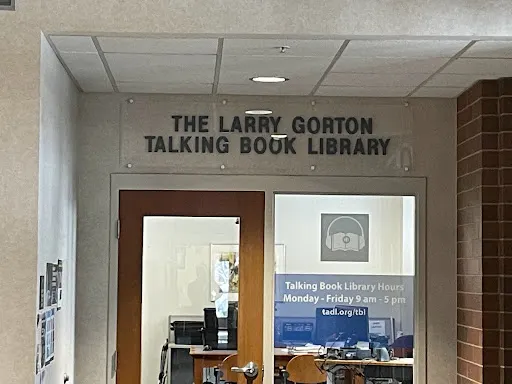 THE LARRY GORTON
TALKING BOOK LIBRARY
Talking Book Library Hours
Monday - Friday 9 am - 5 pm
tadl.org/tbl